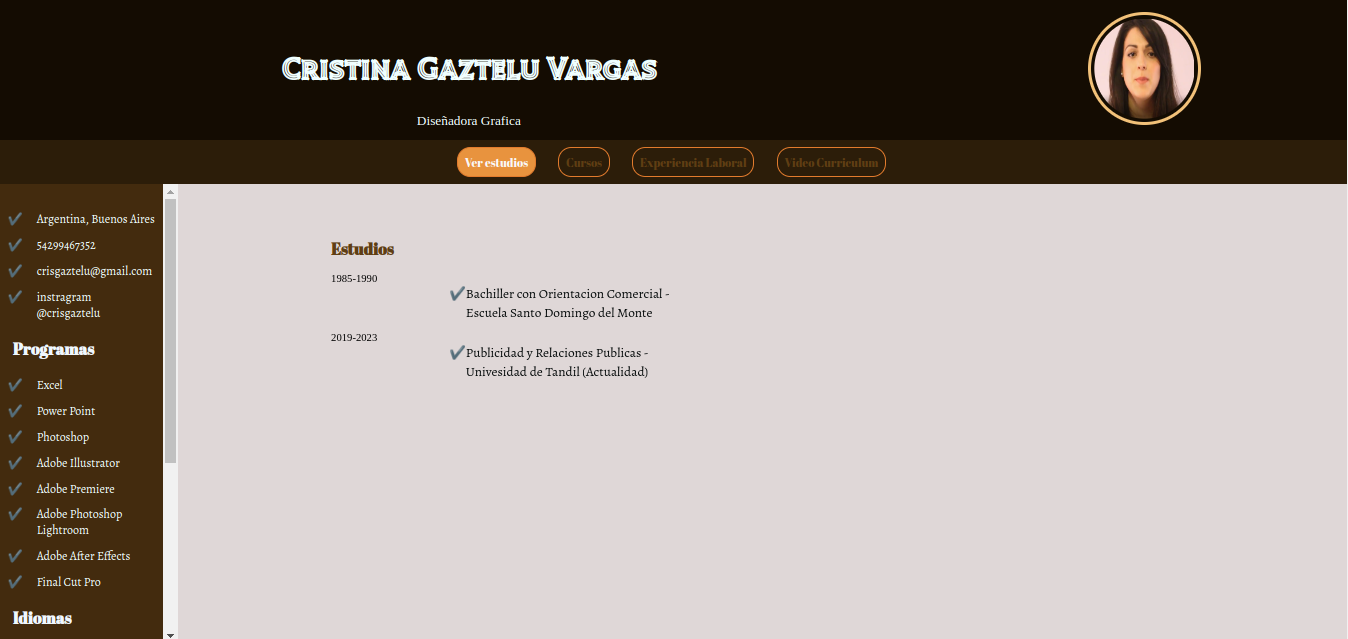 Cristina Gaztelu Vargas
Diseñadora Grafica
Ver estudios
Cursos
Experiencia Laboral
Video Curriculum
Argentina, Buenos Aires
54299467352
crisgaztelu@gmail.com
instragram
@crisgaztelu
Programas
Excel
Power Point
Photoshop
Adobe Illustrator
Adobe Premiere
Adobe Photoshop
Lightroom
Adobe After Effects
Final Cut Pro
Idiomas
Estudios
1985-1990
Bachiller con Orientacion Comercial -
Escuela Santo Domingo del Monte
2019-2023
Publicidad y Relaciones Publicas -
Univesidad de Tandil (Actualidad)